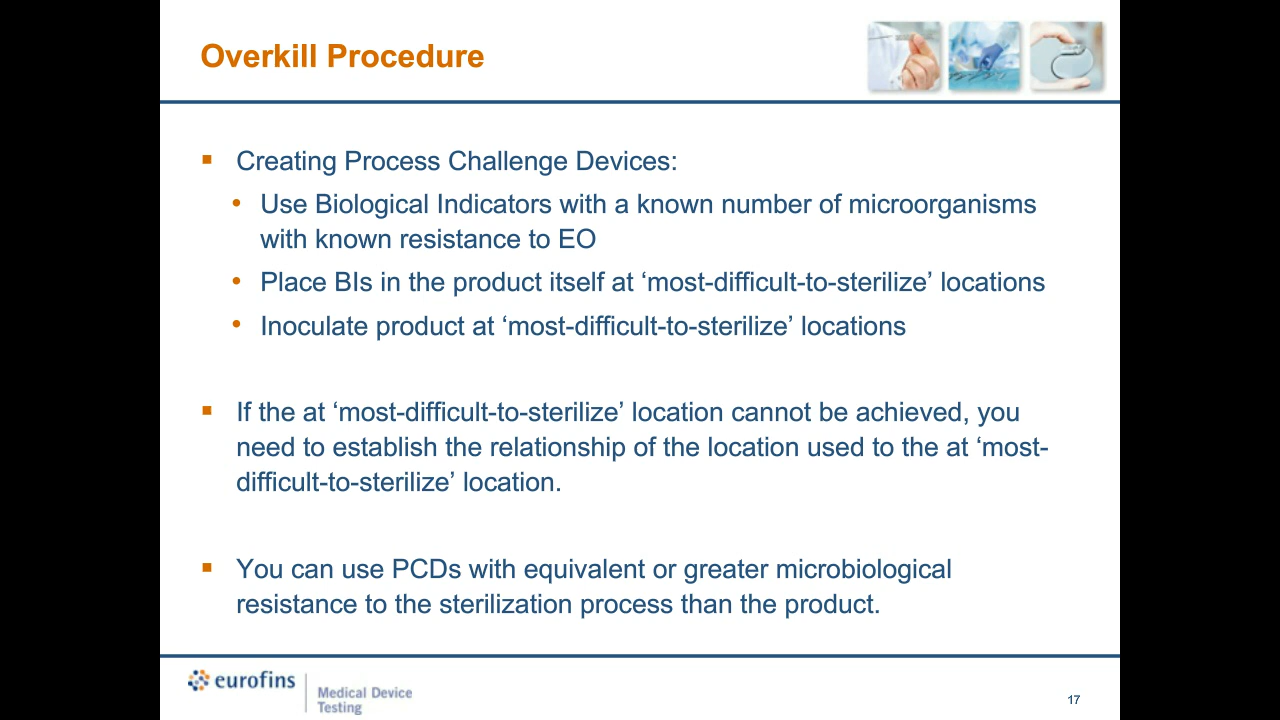 Overkill Procedure
▪ Creating Process Challenge Devices:
• Use Biological Indicators with a known number of microorganisms
with known resistance to EO
• Place BIs in the product itself at ‘most-difficult-to-sterilize’ locations
• Inoculate product at ‘most-difficult-to-sterilize’ locations
▪ If the at ‘most-difficult-to-sterilize’ location cannot be achieved, you
need to establish the relationship of the location used to the at ‘most-
difficult-to-sterilize’ location.
▪ You can use PCDs with equivalent or greater microbiological
resistance to the sterilization process than the product.
eurofins
Medical Device
Testing
17